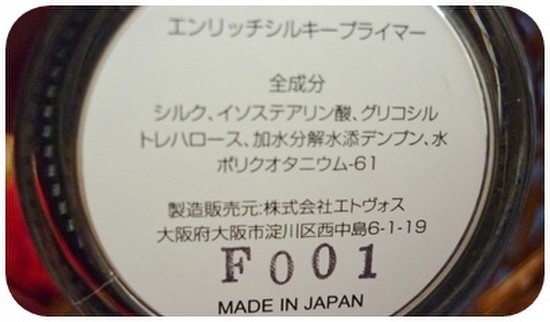 エンリッチシルキープライマー
全成分
シルク、イソステアリン酸、グリコシル
トレハロース、加水分解水添デンプン、水
ポリクオタニウム-61
製造販売元:株式会社エトヴォス
大阪府大阪市淀川区西中島6-1-19
F001
MADE IN JAPAN